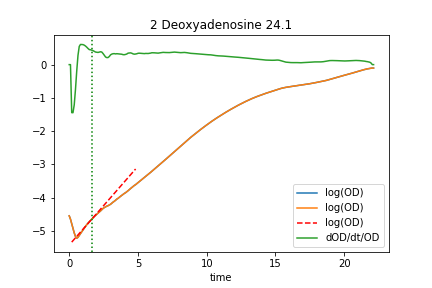 2 Deoxyadenosine 24.1
0
−1
−2
−3
−4
−5
log(OD)
log(OD)
log(OD)
dOD/dt/OD
0 5 10 15 20
time